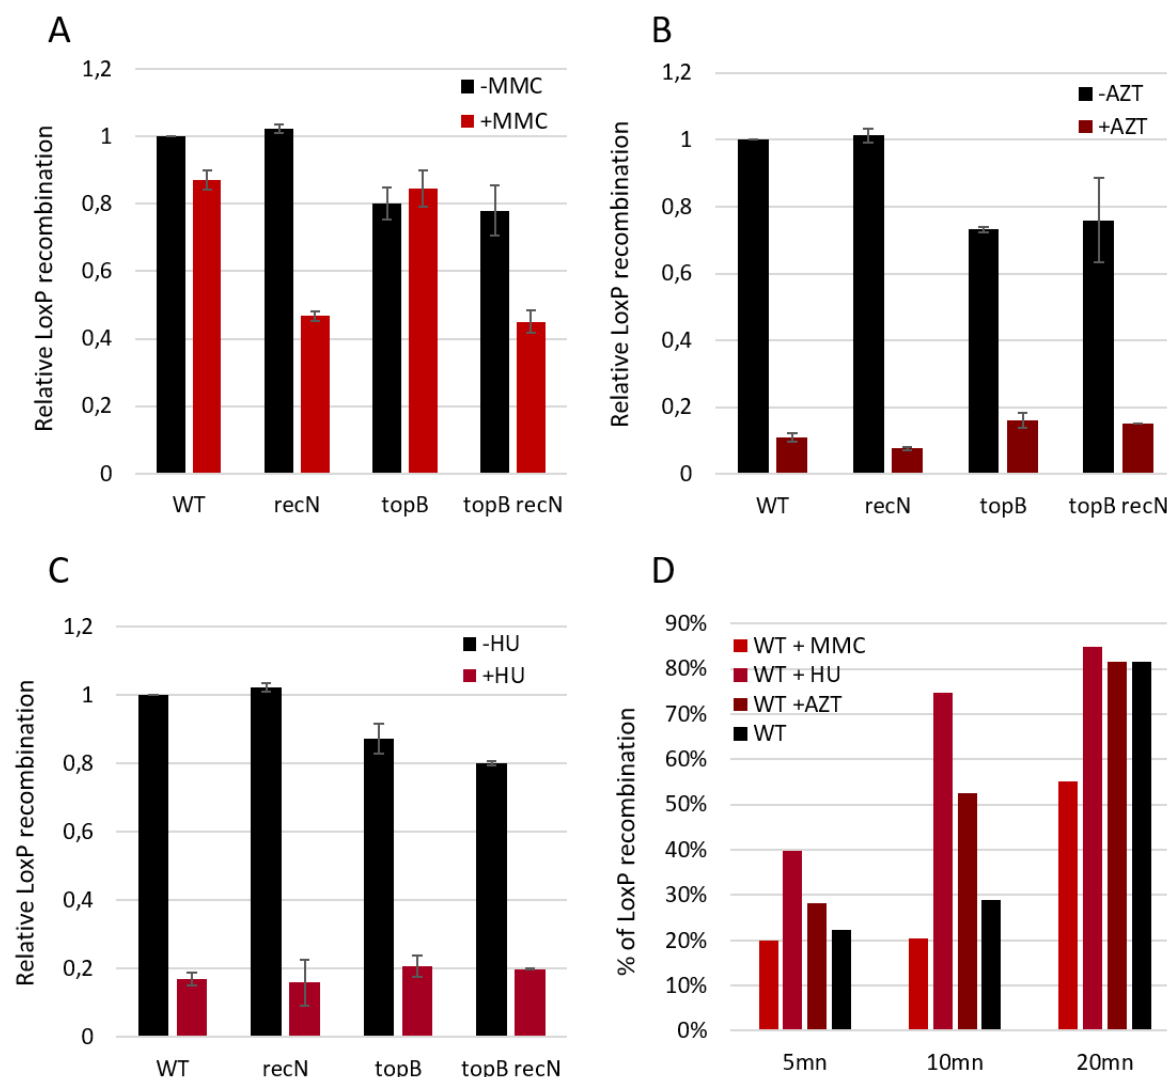 A
Relative LoxP recombination
1,2
1
0,8
0,6
0,4
0,2
0
-MMC
+MMC
WT recN topB topB recN
B
Relative LoxP recombination
1,2
1
0,8
0,6
0,4
0,2
0
-AZT
+AZT
WT recN topB topB recN
C
Relative LoxP recombination
1,2
1
0,8
0,6
0,4
0,2
0
-HU
+HU
WT recN topB topB recN
D
% of LoxP recombination
90%
80%
70%
60%
50%
40%
30%
20%
10%
0%
WT + MMC
WT + HU
WT +AZT
WT
5mn 10mn 20mn